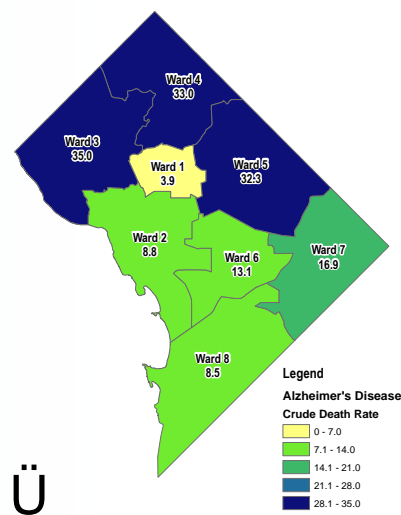 Ward 4
33.0
Ward 3
35.0
Ward 1
3.9
Ward 5
32.3
Ward 2
8.8
Ward 6
13.1
Ward 7
16.9
Ward 8
8.5
Legend
Alzheimer's Disease
Crude Death Rate
0 - 7.0
7.1 - 14.0
14.1 - 21.0
21.1 - 28.0
28.1 - 35.0
Ü